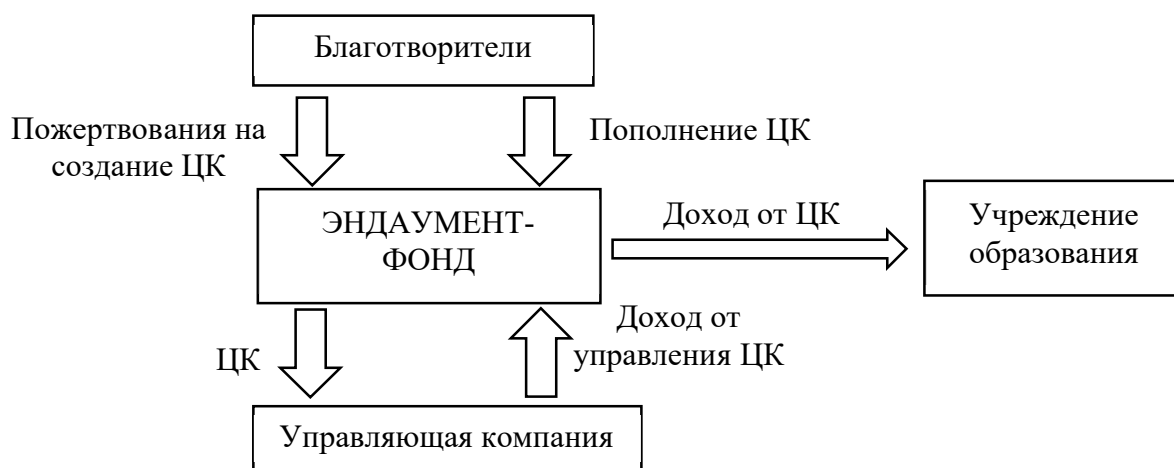 Благотворители
Пожертвования на
создание ЦК
Пополнение ЦК
ЭНДАУМЕНТ-
ФОНД
Доход от ЦК
Учреждение
образования
ЦК
Доход от
управления ЦК
Управляющая компания